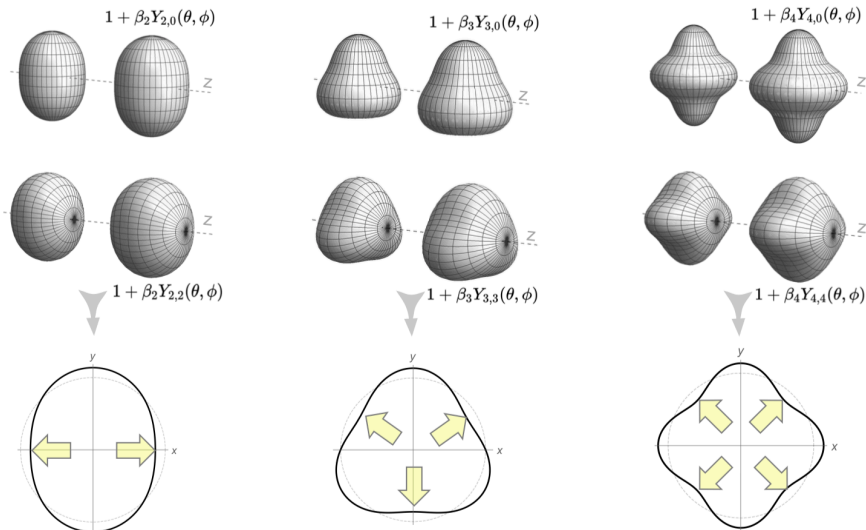 1 + β₂Y₂,₀(θ, ϕ)
1 + β₃Y₃,₀(θ, ϕ)
1 + β₄Y₄,₀(θ, ϕ)
z
z
z
z
z
z
1 + β₂Y₂,₂(θ, ϕ)
1 + β₃Y₃,₃(θ, ϕ)
1 + β₄Y₄,₄(θ, ϕ)
y
y
y
x
x
x